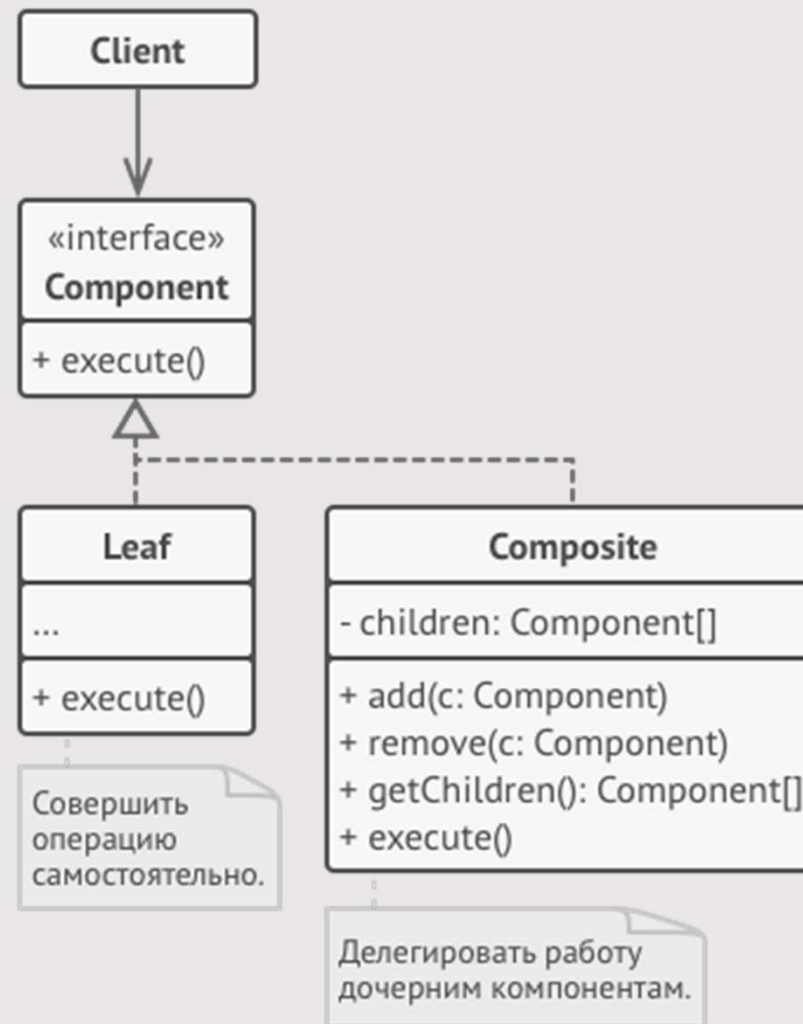 Client
«interface»
Component
+ execute()
Leaf
...
+ execute()
Совершить
операцию
самостоятельно.
Composite
- children: Component[]
+ add(c: Component)
+ remove(c: Component)
+ getChildren(): Component[]
+ execute()
Делегировать работу
дочерним компонентам.